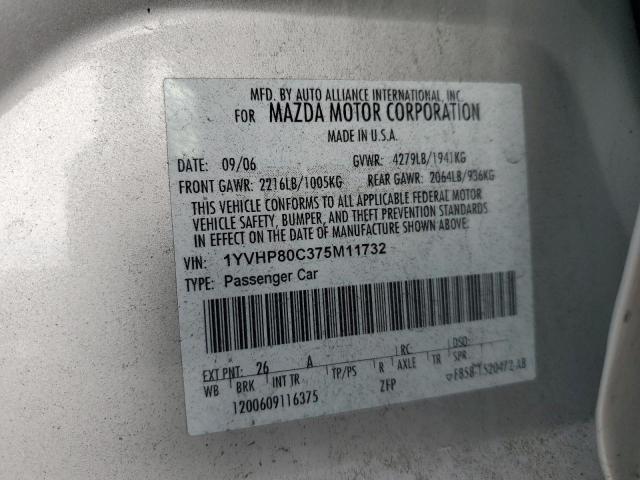 MFD. BY AUTO ALLIANCE INTERNATIONAL, INC.
FOR MAZDA MOTOR CORPORATION
MADE IN U.S.A.
DATE: 09/06 GVWR: 4279LB/1941KG
FRONT GAWR: 2216LB/1005KG REAR GAWR: 2064LB/936KG
THIS VEHICLE CONFORMS TO ALL APPLICABLE FEDERAL MOTOR
VEHICLE SAFETY, BUMPER, AND THEFT PREVENTION STANDARDS
IN EFFECT ON THE DATE OF MANUFACTURE SHOWN ABOVE.
VIN: 1YVHP80C375M11732
TYPE: Passenger Car
EXT PNT: 26 A RC: DSO:
WB BRK INT TR TP/PS R AXLE TR SPR
1200609116375 ZFP